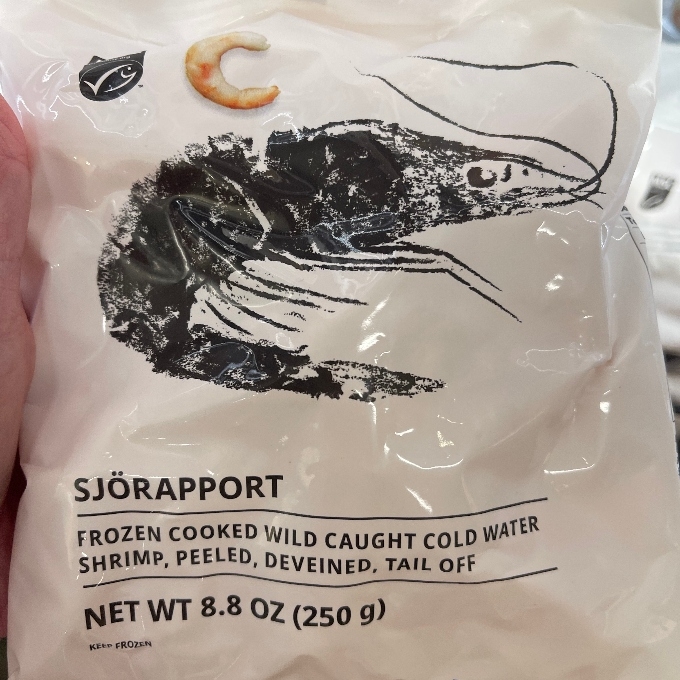 SJÖRAPPORT
FROZEN COOKED WILD CAUGHT COLD WATER
SHRIMP, PEELED, DEVEINED, TAIL OFF
NET WT 8.8 OZ (250 g)
KEEP FROZEN